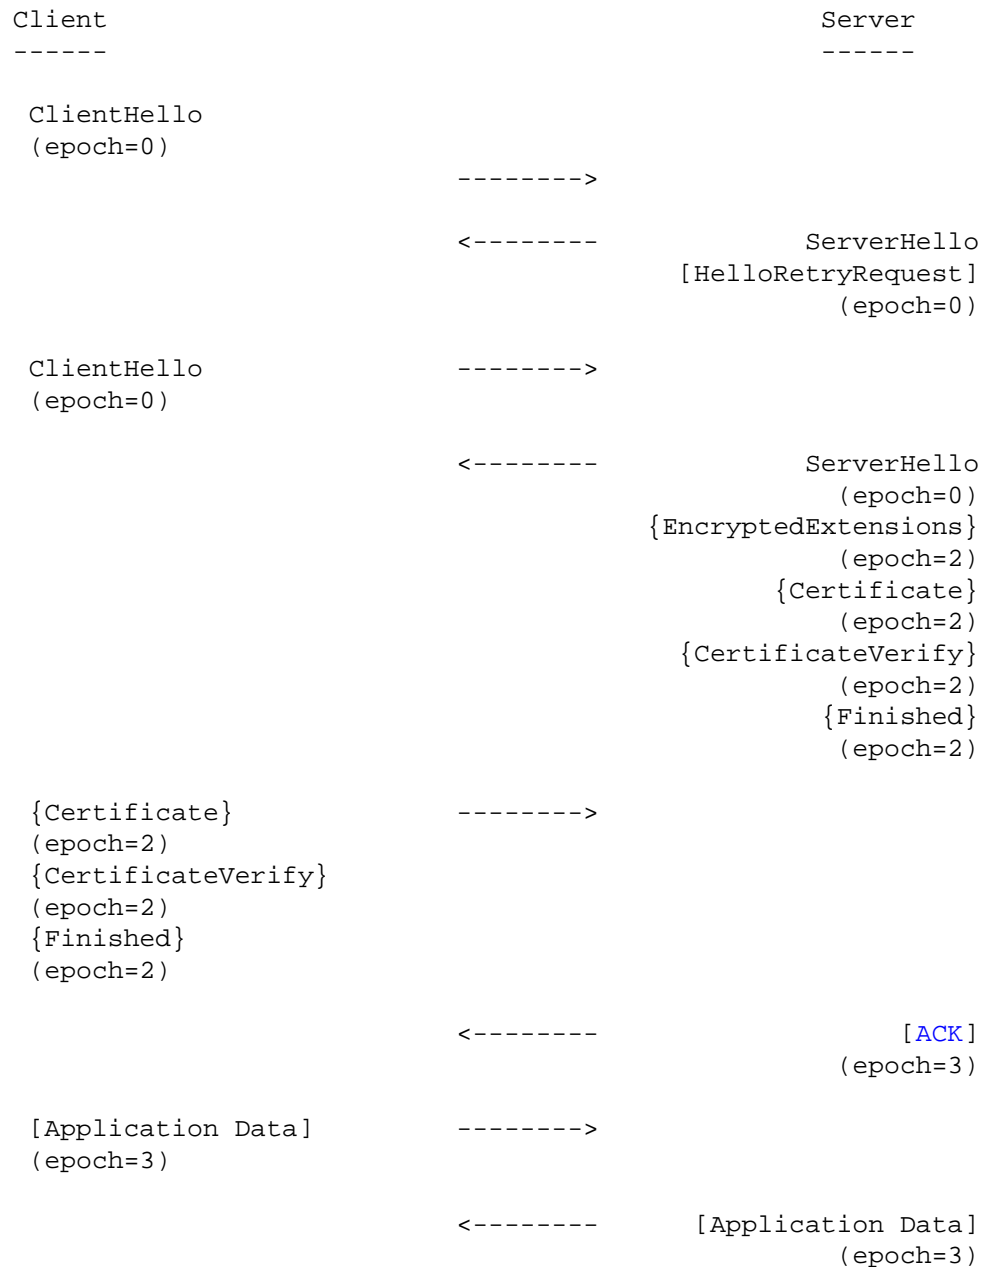 Client Server
------ ------
ClientHello
(epoch=0)
-------->
<-------- ServerHello
[HelloRetryRequest]
(epoch=0)
ClientHello -------->
(epoch=0)
<-------- ServerHello
(epoch=0)
{EncryptedExtensions}
(epoch=2)
{Certificate}
(epoch=2)
{CertificateVerify}
(epoch=2)
{Finished}
(epoch=2)
{Certificate} -------->
(epoch=2)
{CertificateVerify}
(epoch=2)
{Finished}
(epoch=2)
<-------- [ACK]
(epoch=3)
[Application Data] -------->
(epoch=3)
<-------- [Application Data]
(epoch=3)